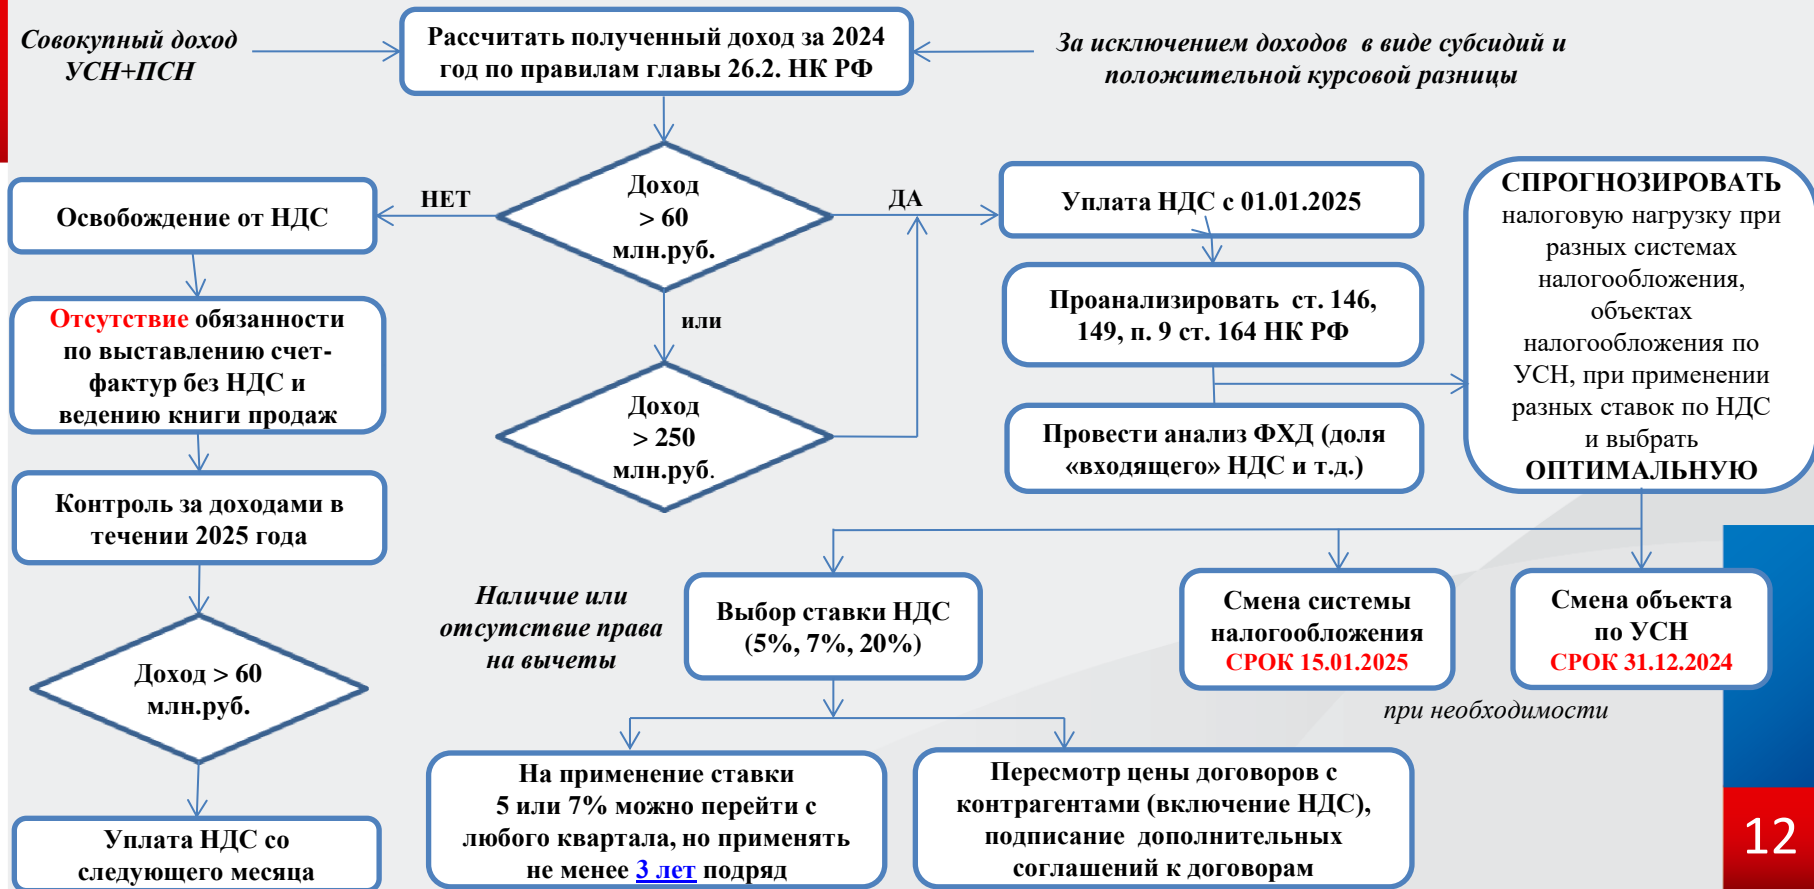 Совокупный доход
УСН+ПСН
Рассчитать полученный доход за 2024
год по правилам главы 26.2. НК РФ
За исключением доходов в виде субсидий и
положительной курсовой разницы
Доход
> 60
млн.руб.
НЕТ
ДА
Освобождение от НДС
Отсутствие обязанности
по выставлению счет-
фактур без НДС и
ведению книги продаж
Контроль за доходами в
течении 2025 года
Доход > 60
млн.руб.
Уплата НДС со
следующего месяца
или
Доход
> 250
млн.руб.
Уплата НДС с 01.01.2025
Проанализировать ст. 146,
149, п. 9 ст. 164 НК РФ
Провести анализ ФХД (доля
«входящего» НДС и т.д.)
СПРОГНОЗИРОВАТЬ
налоговую нагрузку при
разных системах
налогообложения,
объектах
налогообложения по
УСН, при применении
разных ставок по НДС
и выбрать
ОПТИМАЛЬНУЮ
Наличие или
отсутствие права
на вычеты
Выбор ставки НДС
(5%, 7%, 20%)
Смена системы
налогообложения
СРОК 15.01.2025
Смена объекта
по УСН
СРОК 31.12.2024
при необходимости
На применение ставки
5 или 7% можно перейти с
любого квартала, но применять
не менее 3 лет подряд
Пересмотр цены договоров с
контрагентами (включение НДС),
подписание дополнительных
соглашений к договорам
12